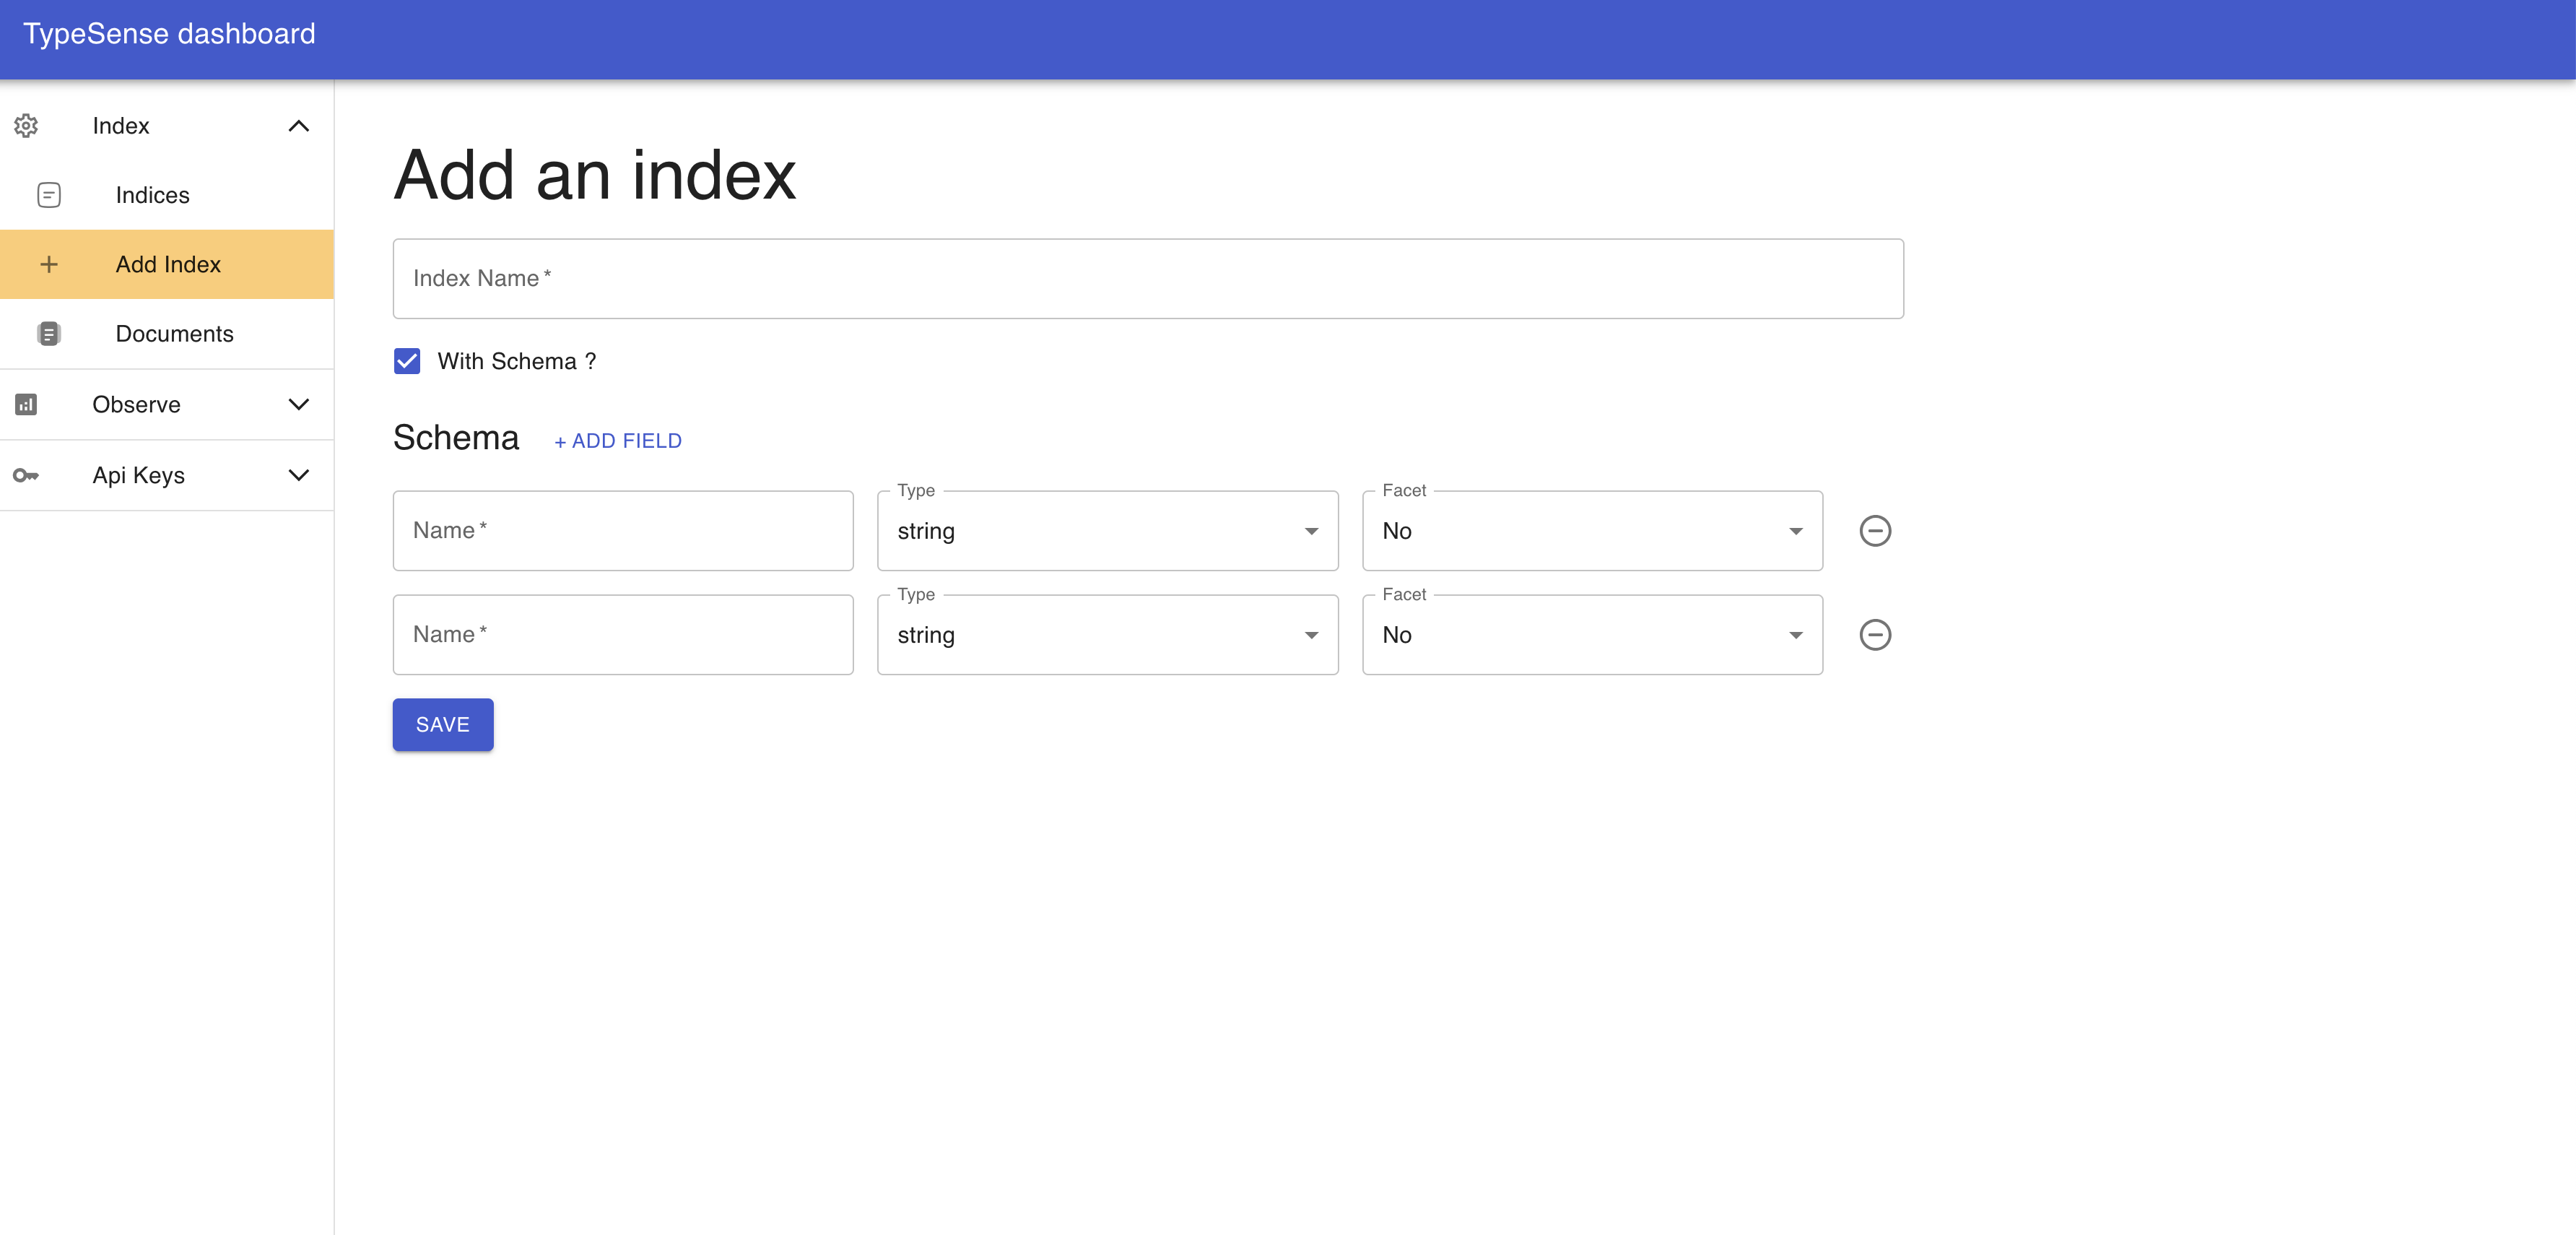 TypeSense dashboard
Index
Indices
Add Index
Documents
Observe
Api Keys
Add an index
Index Name *
With Schema ?
Schema + ADD FIELD
Type Facet
Name * string No
Type Facet
Name * string No
SAVE